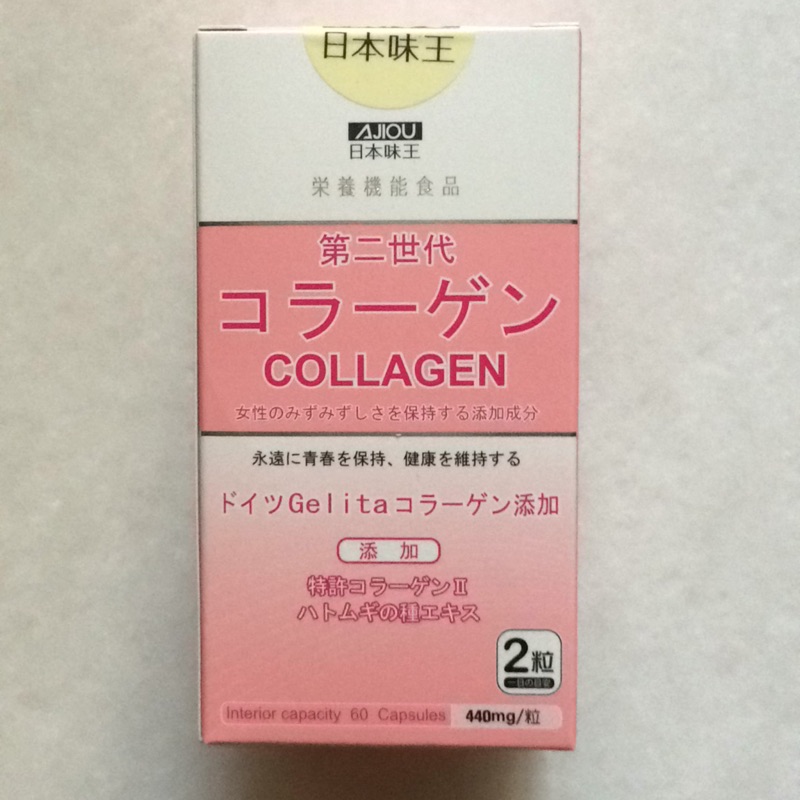 日本味王
AJIOU
日本味王
栄養機能食品
第二世代
コラーゲン
COLLAGEN
女性のみずみずしさを保持する添加成分
永遠に青春を保持、健康を維持する
ドイツGelitaコラーゲン添加
添加
特許コラーゲンⅡ
ハトムギの種エキス
2粒
一日の目安
Interior capacity 60 Capsules 440mg/粒